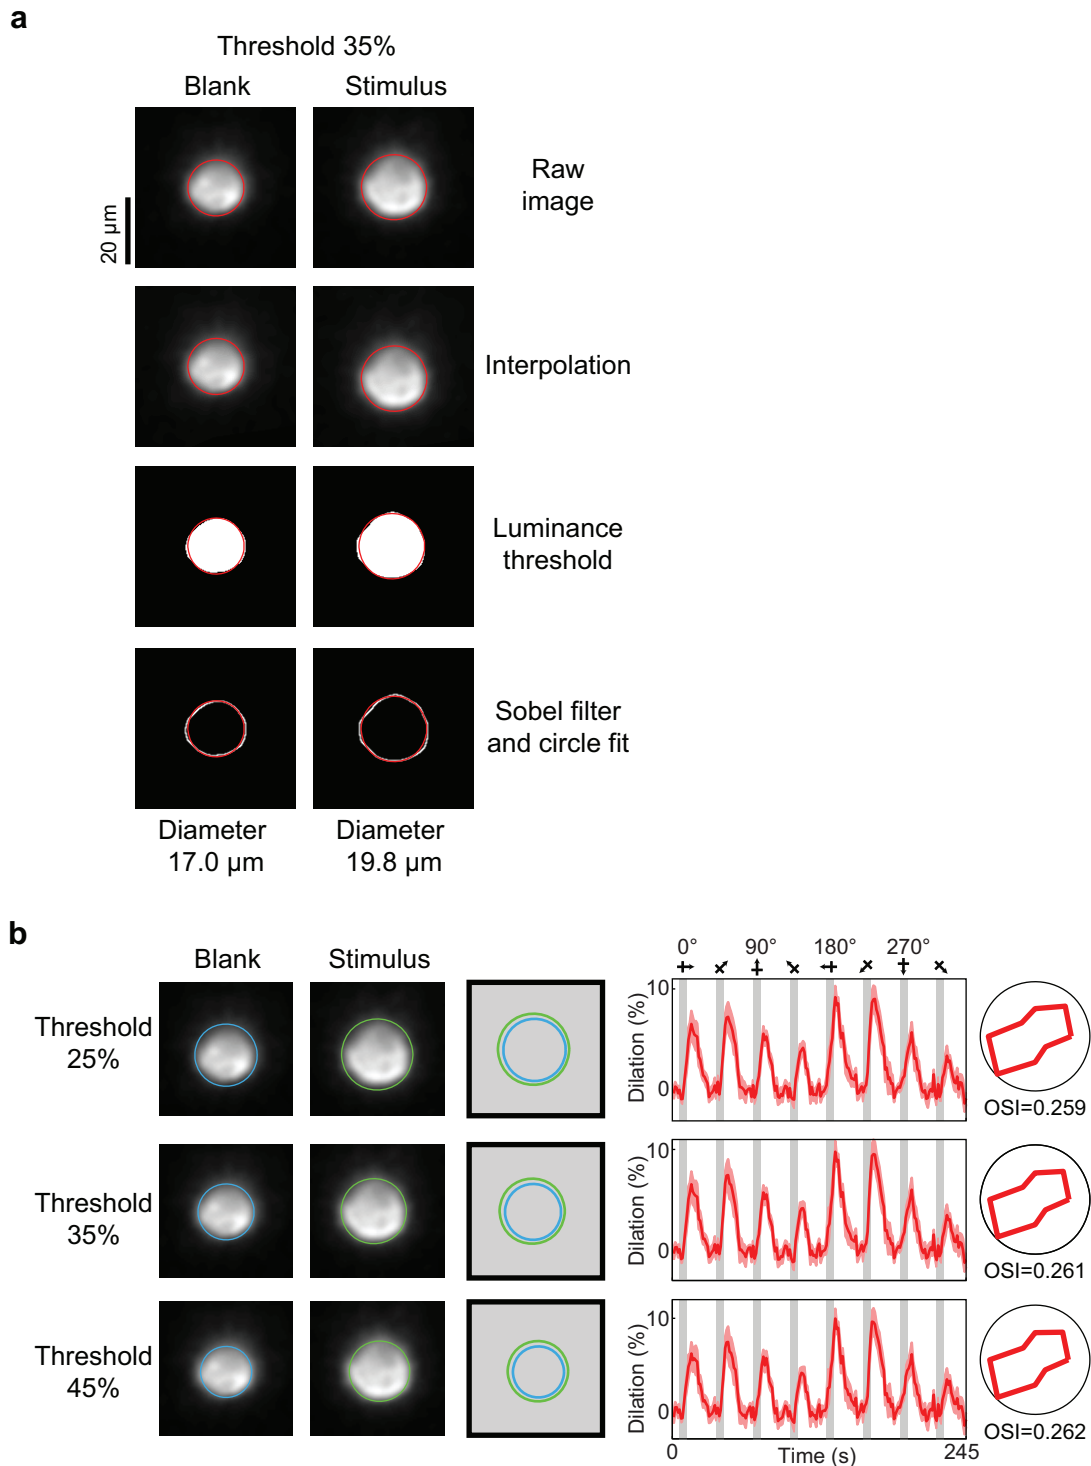 a
Threshold 35%
Blank
Stimulus
20 µm
Raw
image
Interpolation
Luminance
threshold
Sobel filter
and circle fit
Diameter
17.0 µm
Diameter
19.8 µm
b
Blank
Stimulus
0°
90°
180°
270°
Threshold
25%
Dilation (%)
10
0
OSI=0.259
Threshold
35%
Dilation (%)
10
0
OSI=0.261
Threshold
45%
Dilation (%)
10
0
OSI=0.262
0
Time (s)
245